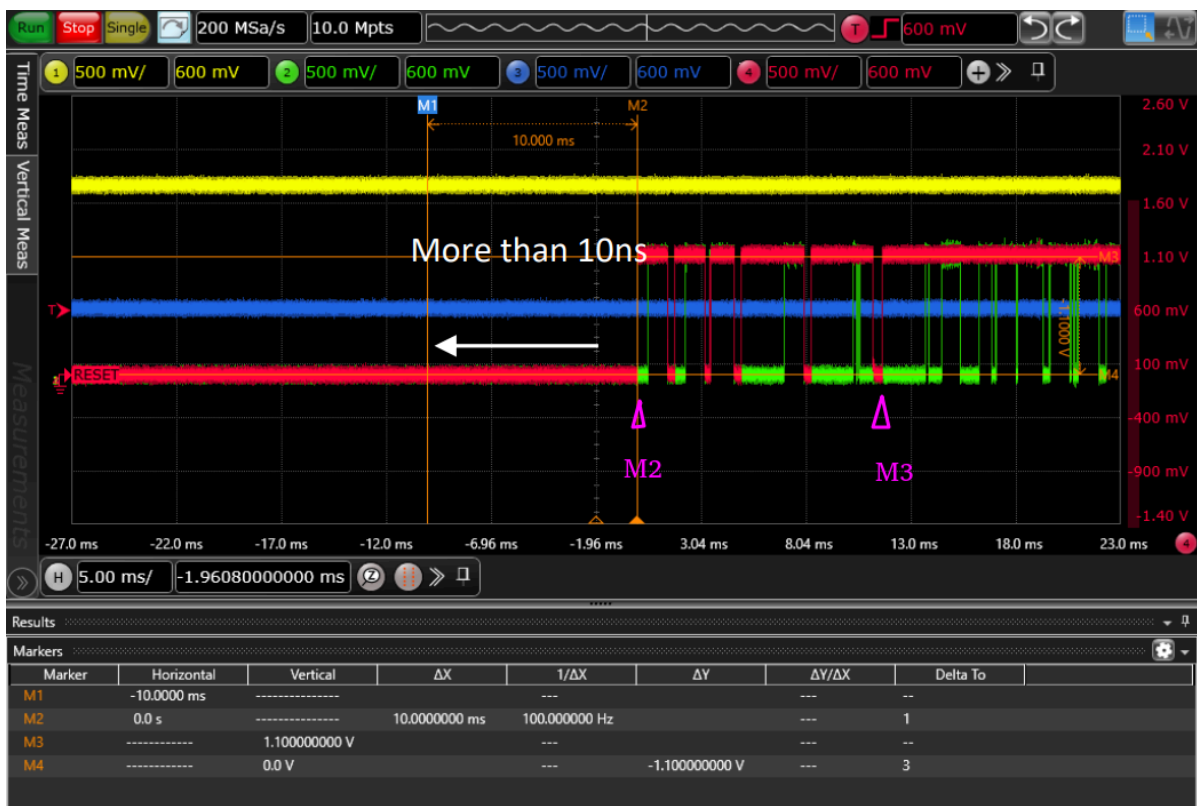 Run Stop Single 200 MSa/s 10.0 Mpts T 600 mV
1 500 mV/ 600 mV 2 500 mV/ 600 mV 3 500 mV/ 600 mV 4 500 mV/ 600 mV
Time Meas
Vertical Meas
Measurements
M1 M2
10.000 ms
2.60 V
2.10 V
1.60 V
More than 10ns
M3 1.10 V
T 600 mV
-1.1000 V
100 mV
RESET
M4
-400 mV
M2 M3
-900 mV
-1.40 V
-27.0 ms -22.0 ms -17.0 ms -12.0 ms -6.96 ms -1.96 ms 3.04 ms 8.04 ms 13.0 ms 18.0 ms 23.0 ms 4
H 5.00 ms/ -1.96080000000 ms Z
Results
Markers
Marker Horizontal Vertical ΔX 1/ΔX ΔY ΔY/ΔX Delta To
M1 -10.0000 ms --------------- --- --- --
M2 0.0 s --------------- 10.0000000 ms 100.000000 Hz --- 1
M3 ------------ 1.100000000 V --- --- --
M4 ------------ 0.0 V --- -1.100000000 V --- 3